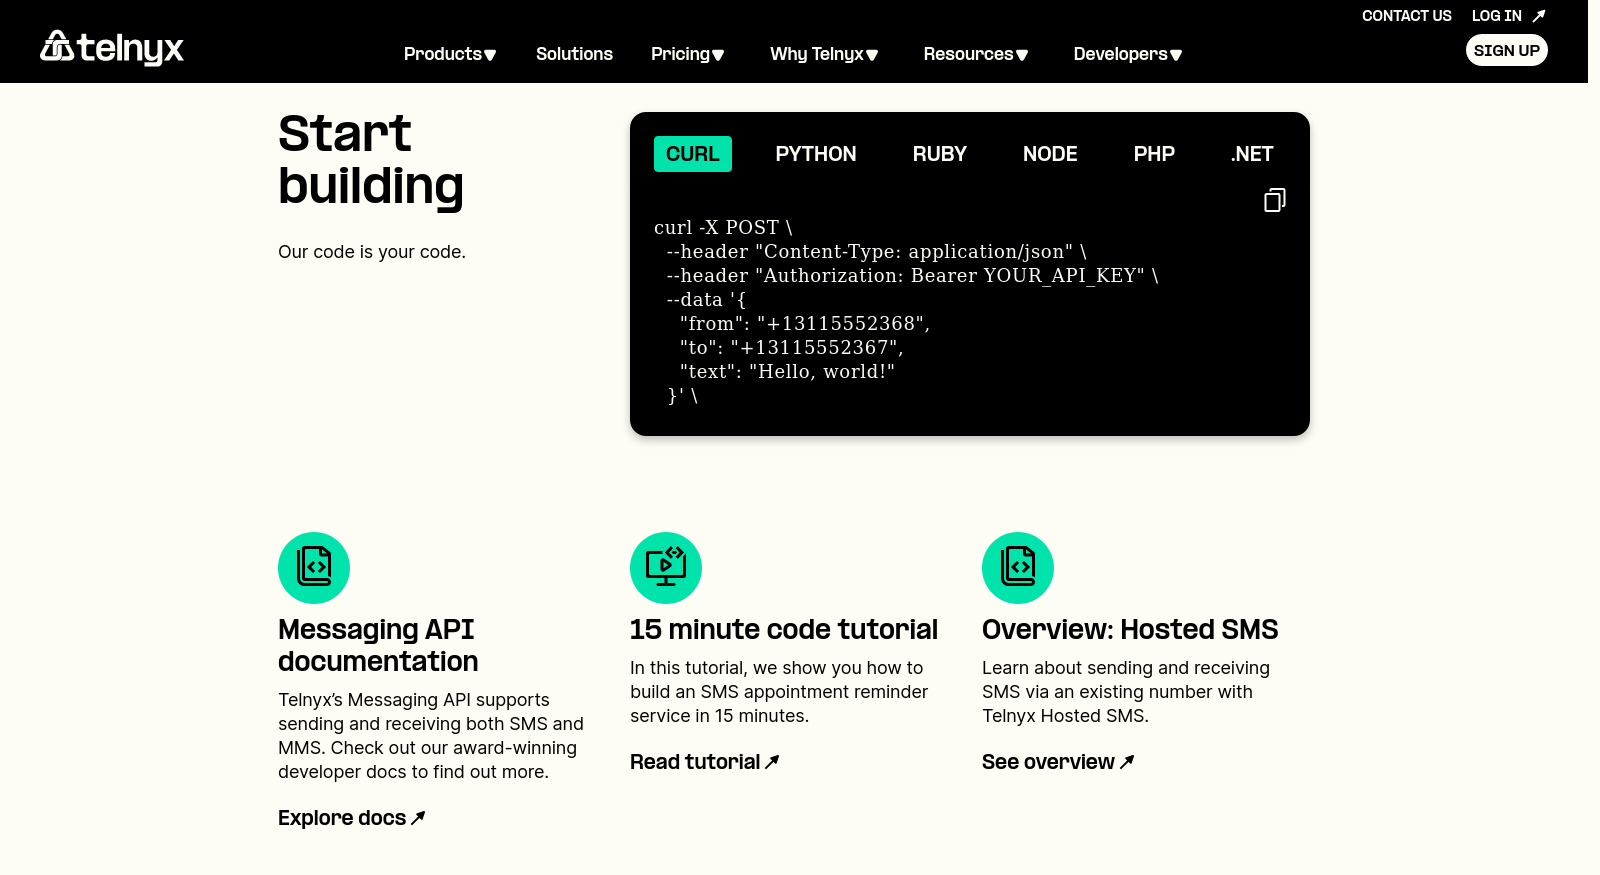 CONTACT US LOG IN
telnyx Products Solutions Pricing Why Telnyx Resources Developers SIGN UP
Start
building
Our code is your code.
CURL PYTHON RUBY NODE PHP .NET
curl -X POST \
--header "Content-Type: application/json" \
--header "Authorization: Bearer YOUR_API_KEY" \
--data '{
"from": "+13115552368",
"to": "+13115552367",
"text": "Hello, world!"
}' \
Messaging API
documentation
Telnyx’s Messaging API supports
sending and receiving both SMS and
MMS. Check out our award-winning
developer docs to find out more.
Explore docs
15 minute code tutorial
In this tutorial, we show you how to
build an SMS appointment reminder
service in 15 minutes.
Read tutorial
Overview: Hosted SMS
Learn about sending and receiving
SMS via an existing number with
Telnyx Hosted SMS.
See overview